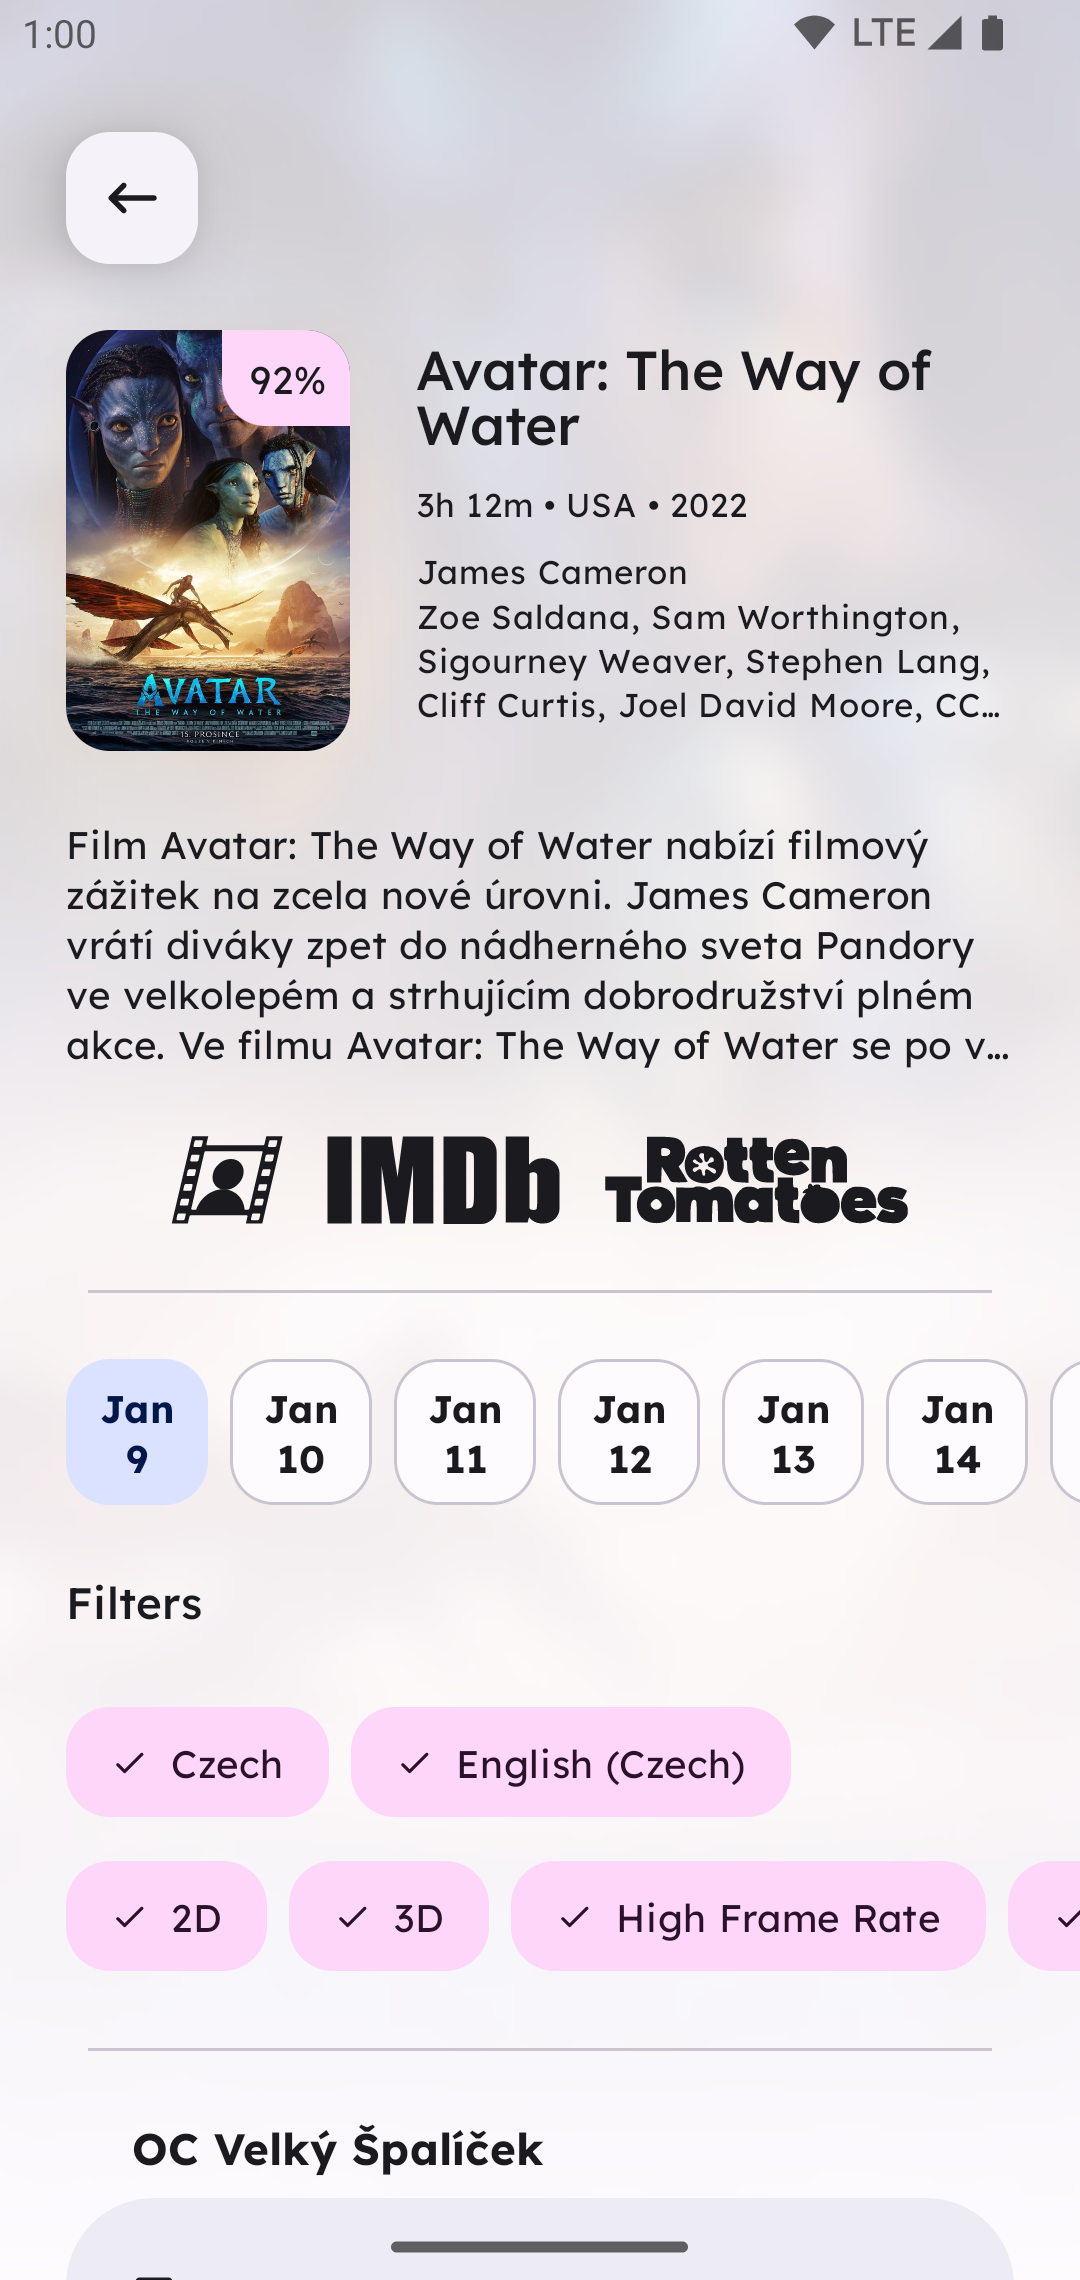 1:00
LTE
92%
AVATAR
THE WAY OF WATER
15. PROSINCE
Avatar: The Way of
Water
3h 12m • USA • 2022
James Cameron
Zoe Saldana, Sam Worthington,
Sigourney Weaver, Stephen Lang,
Cliff Curtis, Joel David Moore, CC…
Film Avatar: The Way of Water nabízí filmový
zážitek na zcela nové úrovni. James Cameron
vrátí diváky zpet do nádherného sveta Pandory
ve velkolepém a strhujícím dobrodružství plném
akce. Ve filmu Avatar: The Way of Water se po v…
IMDb
Rotten
Tomatoes
Jan
9
Jan
10
Jan
11
Jan
12
Jan
13
Jan
14
Filters
Czech
English (Czech)
2D
3D
High Frame Rate
OC Velký Špalíček